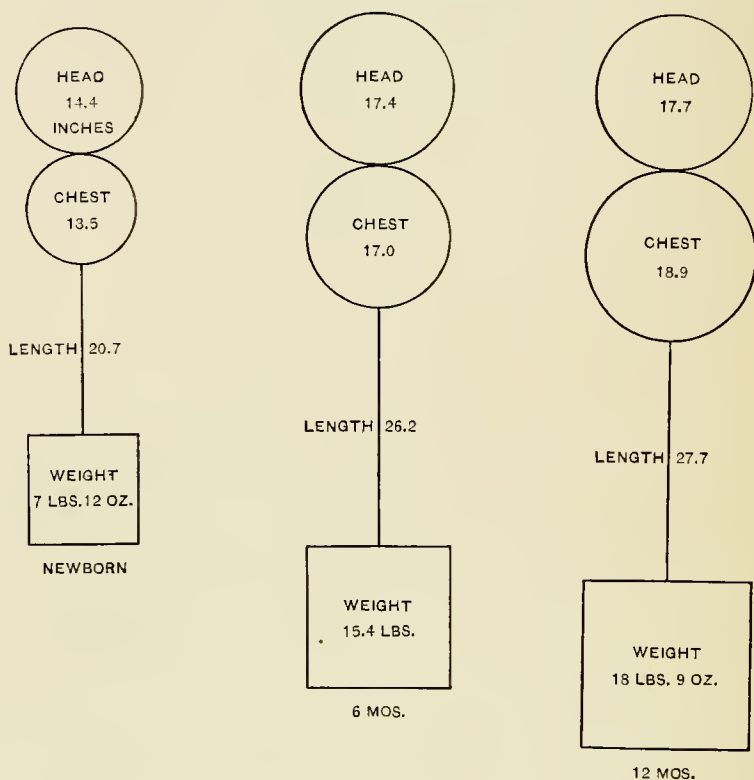 HEAD
14.4
INCHES
CHEST
13.5
LENGTH 20.7
WEIGHT
7 LBS. 12 OZ.
NEWBORN
HEAD
17.4
CHEST
17.0
LENGTH 26.2
WEIGHT
15.4 LBS.
6 MOS.
HEAD
17.7
CHEST
18.9
LENGTH 27.7
WEIGHT
18 LBS. 9 OZ.
12 MOS.